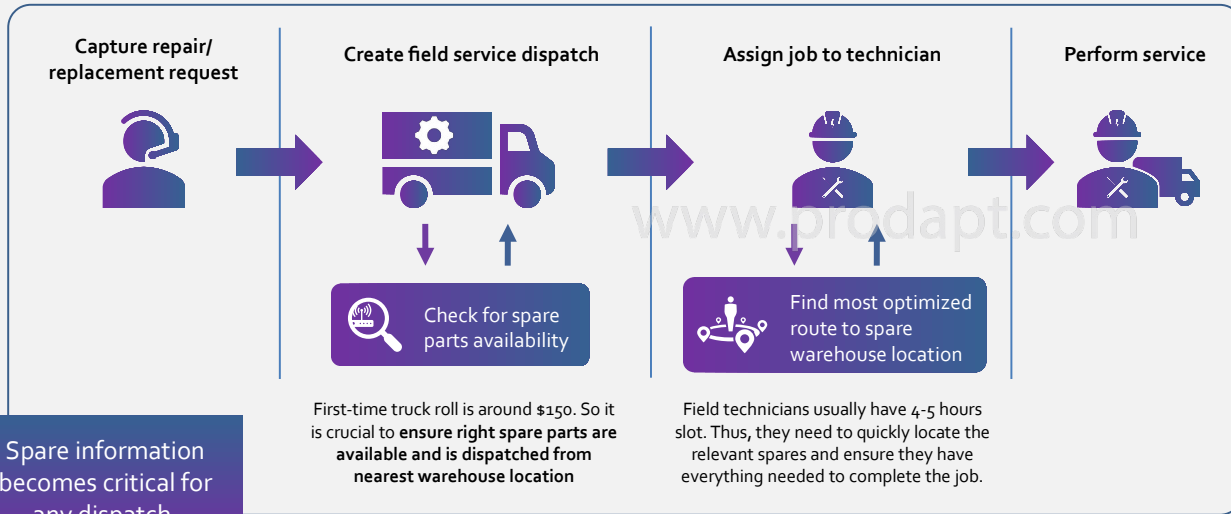 Capture repair/
replacement request
Create field service dispatch
Assign job to technician
Perform service
www.prodapt.com
Check for spare
parts availability
Find most optimized
route to spare
warehouse location
First-time truck roll is around $150. So it
is crucial to ensure right spare parts are
available and is dispatched from
nearest warehouse location
Field technicians usually have 4-5 hours
slot. Thus, they need to quickly locate the
relevant spares and ensure they have
everything needed to complete the job.
Spare information
becomes critical for
any dispatch